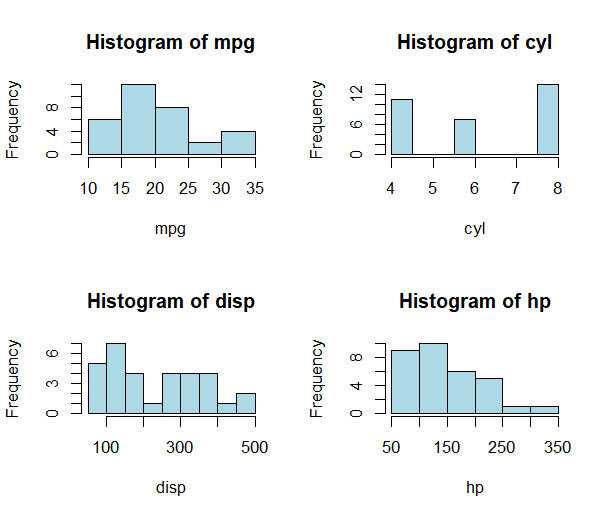 Histogram of mpg
Frequency
0 4 8
10 15 20 25 30 35
mpg
Histogram of cyl
Frequency
0 6 12
4 5 6 7 8
cyl
Histogram of disp
Frequency
0 3 6
100 300 500
disp
Histogram of hp
Frequency
0 4 8
50 150 250 350
hp